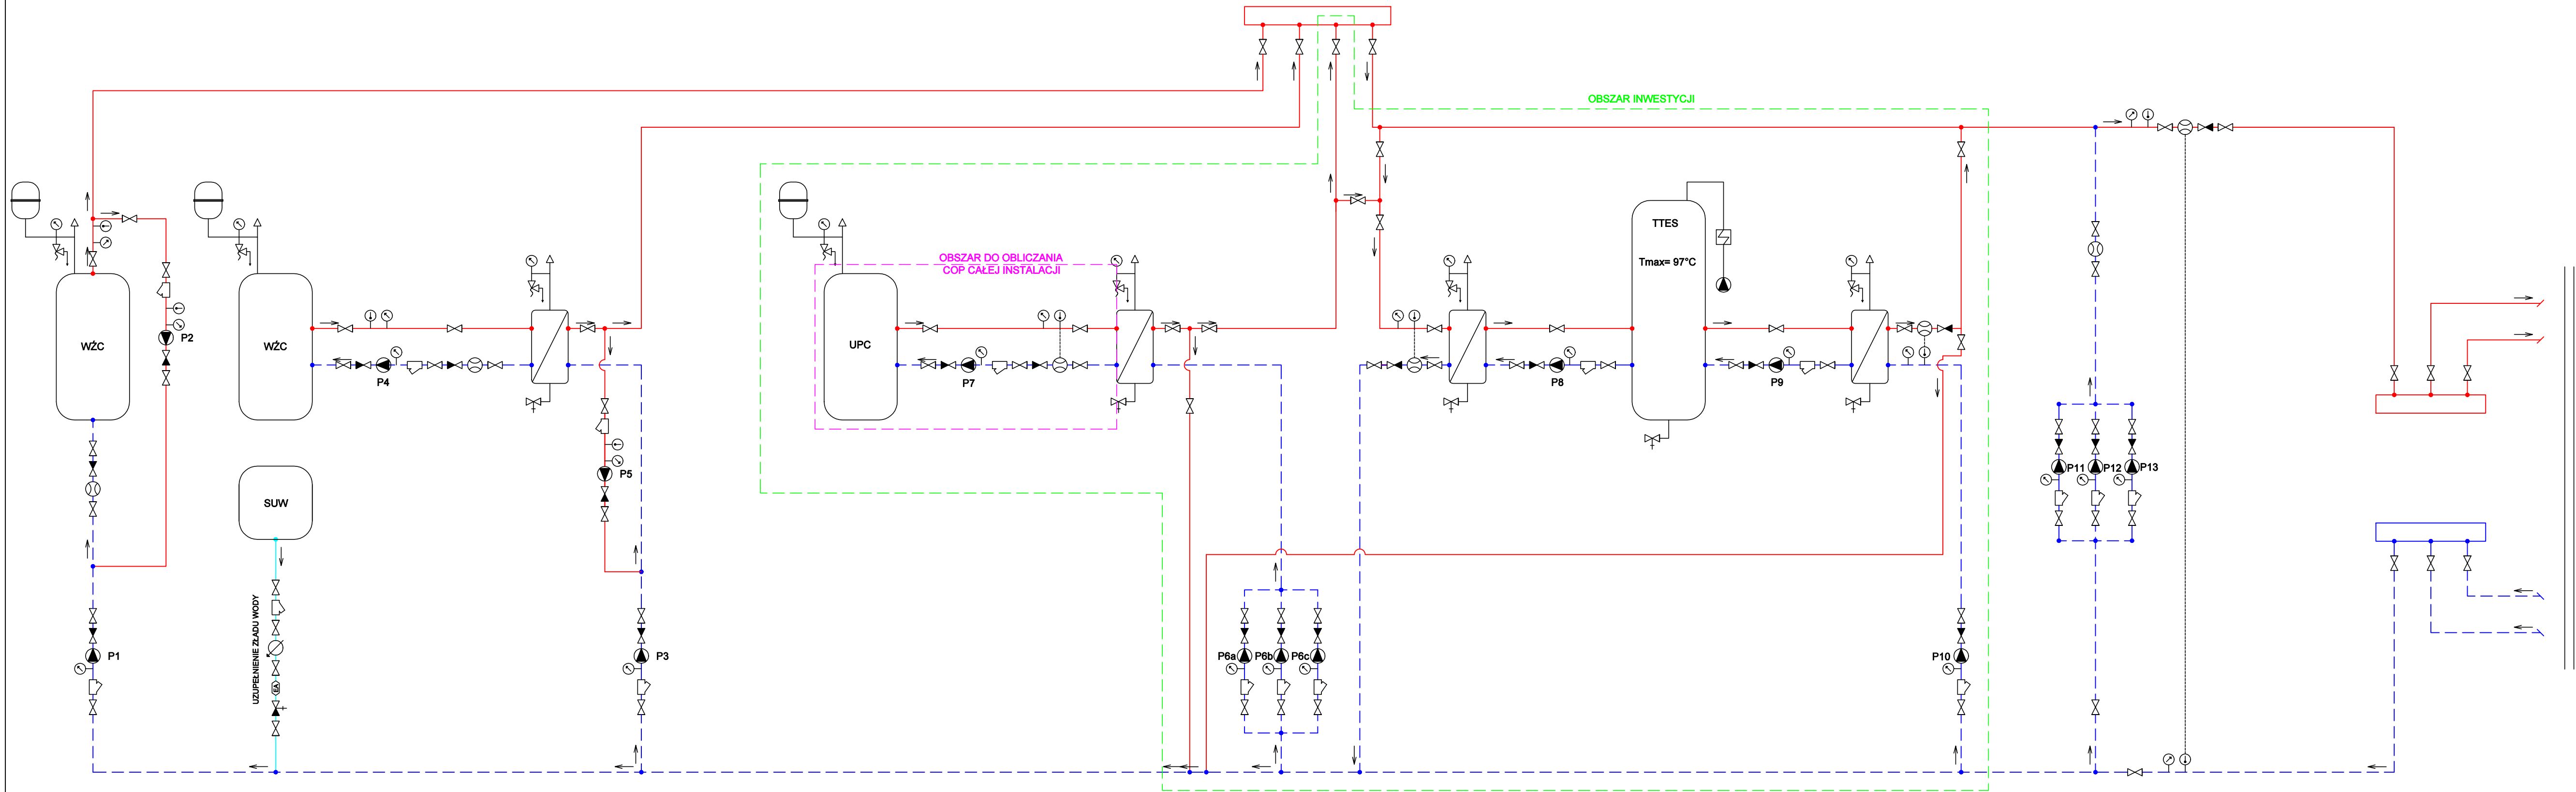 OBSZAR INWESTYCJI
TTES
Tmax= 97°C
OBSZAR DO OBLICZANIA
COP CAŁEJ INSTALACJI
WŻC
P2
WŻC
P4
UPC
P7
P8
P9
P5
SUW
P11
P12
P13
UZUPEŁNIENIE ZŁADU WODY
EA
P1
P3
P6a
P6b
P6c
P10